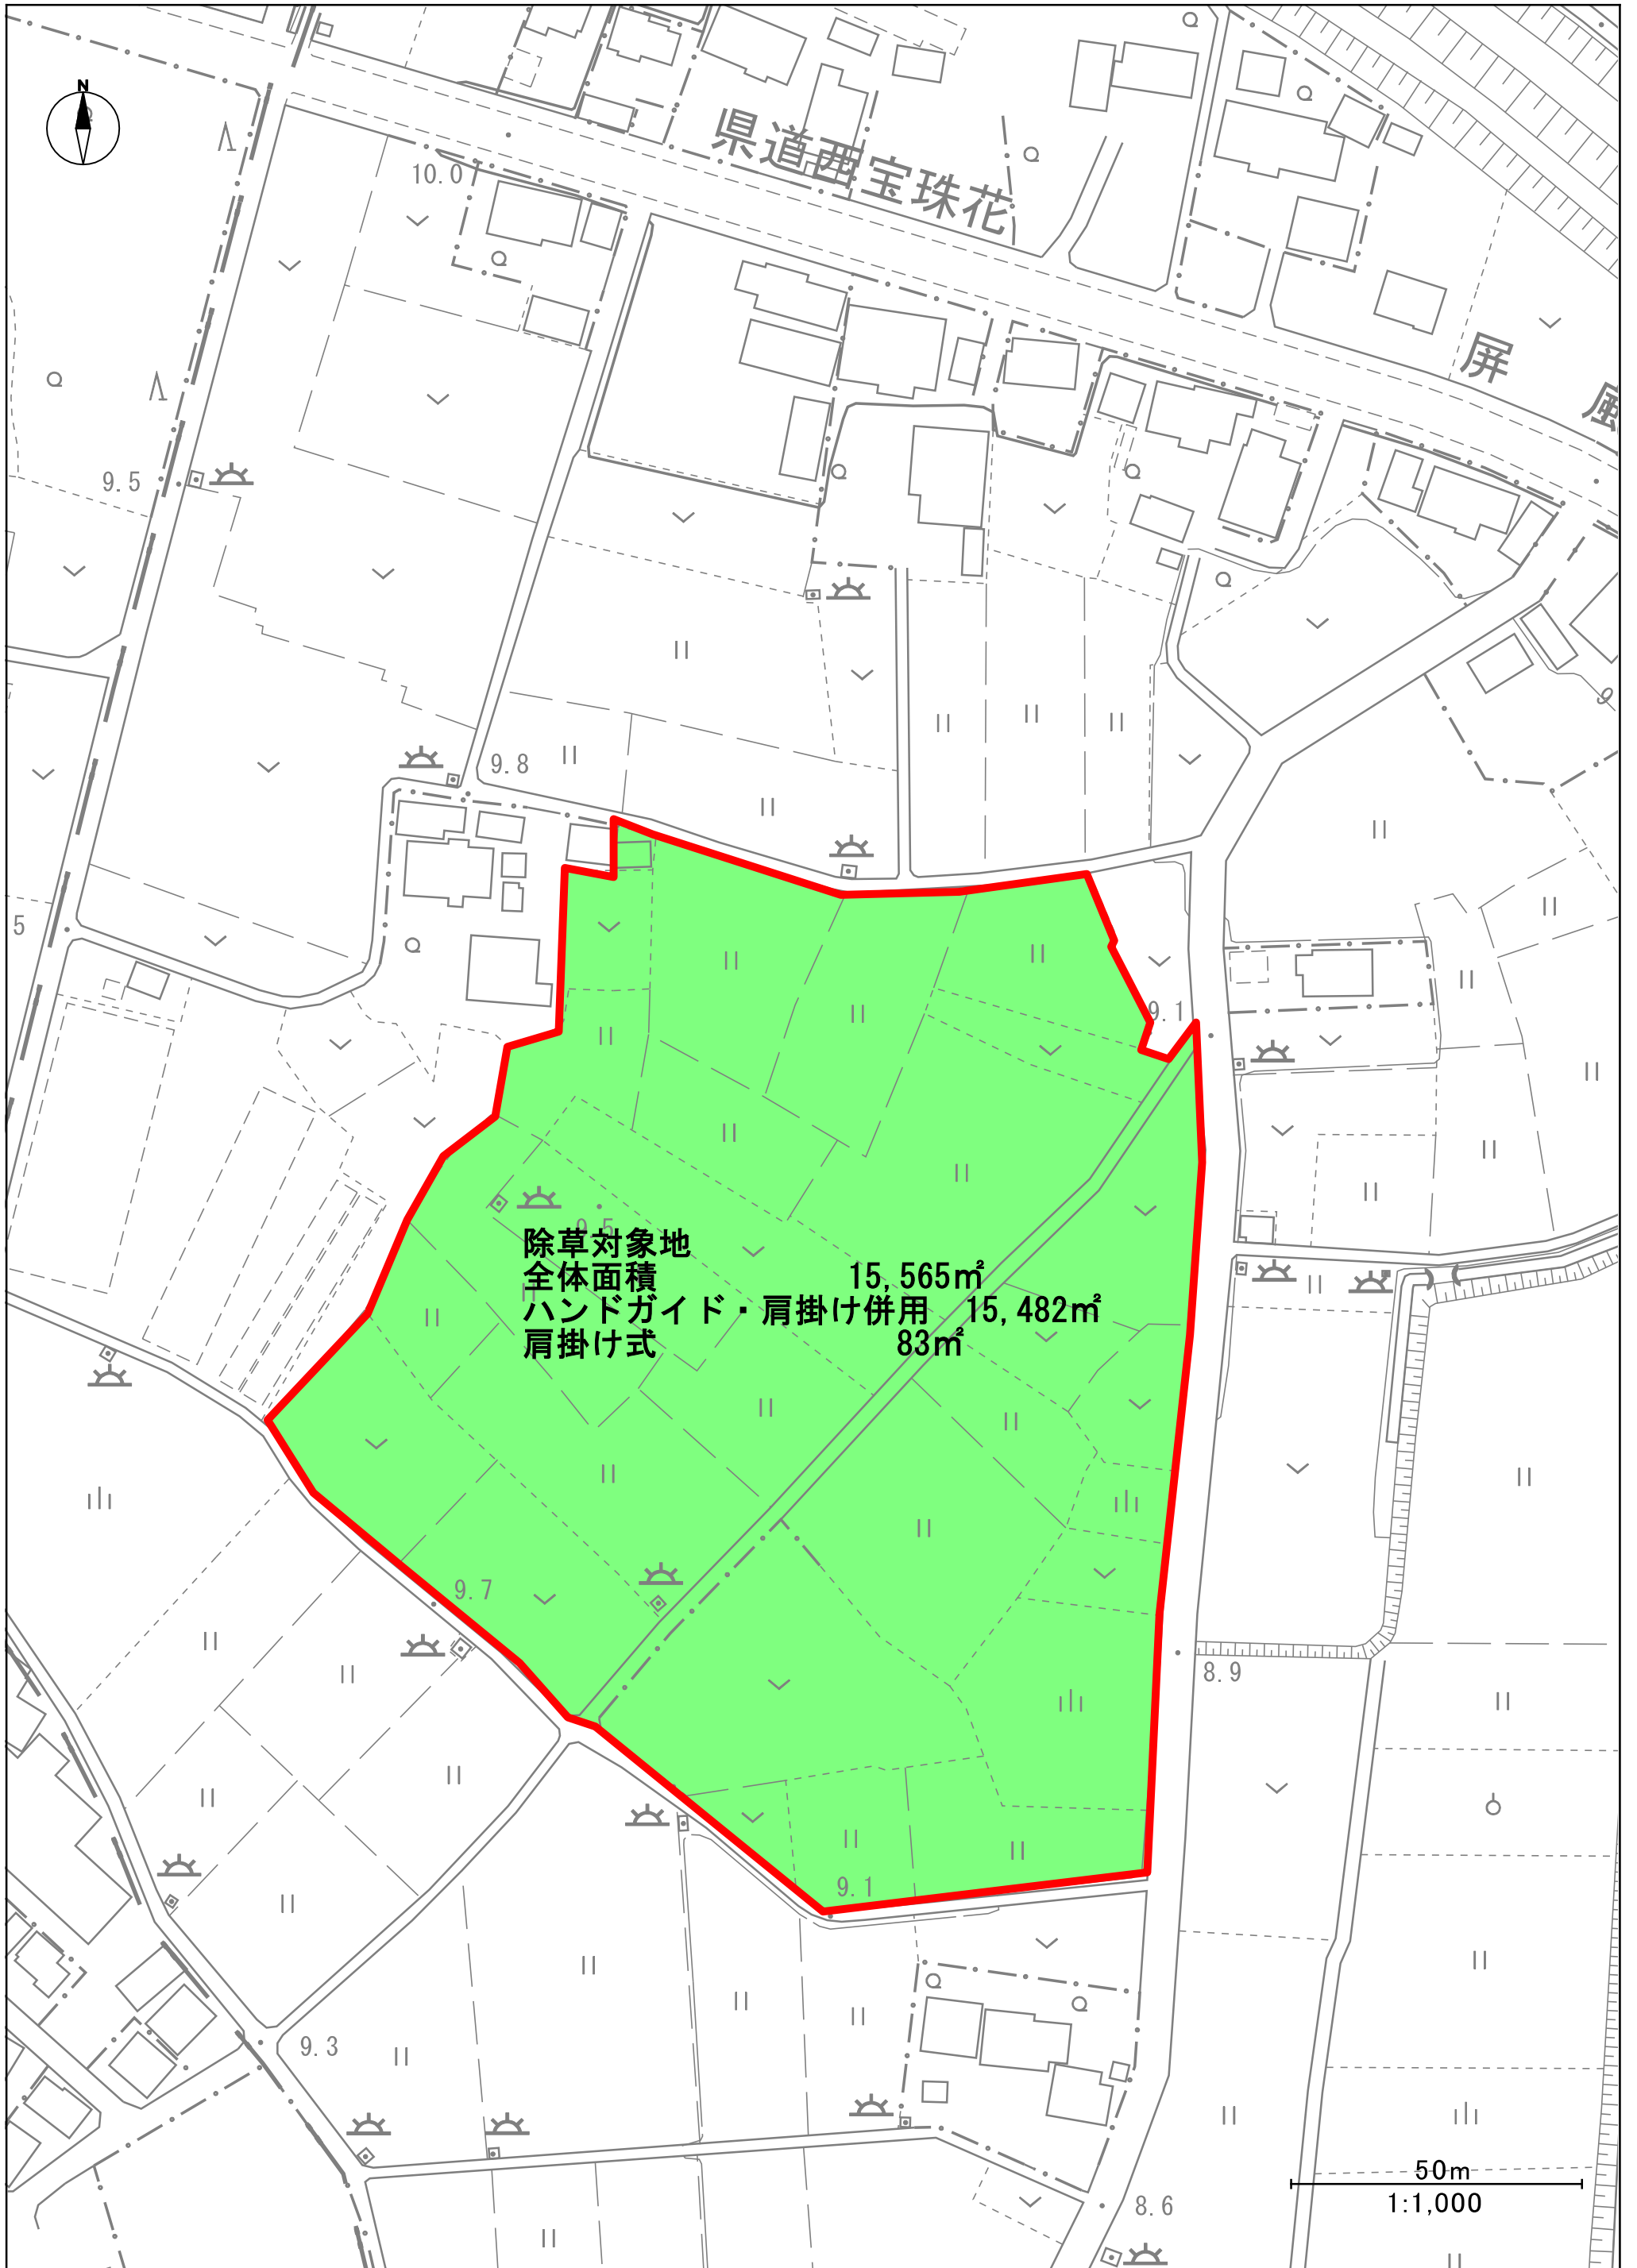 N
県道西宝珠花
10.0
屏
風
9.5
9.8
9
5
9.1
9.5
除草対象地
全体面積 15,565㎡
ハンドガイド・肩掛け併用 15,482㎡
肩掛け式 83㎡
9.7
8.9
9.1
9.3
50m
1:1,000
8.6